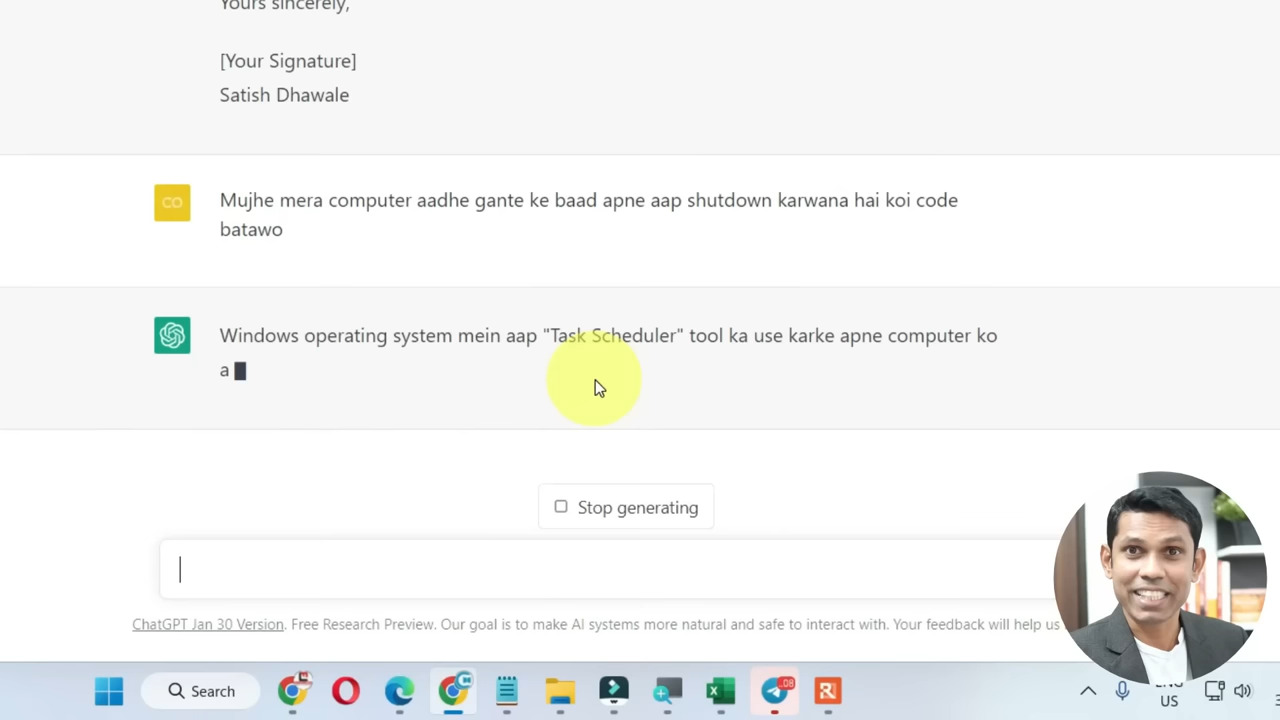 Yours sincerely,
[Your Signature]
Satish Dhawale
CO
Mujhe mera computer aadhe gante ke baad apne aap shutdown karwana hai koi code
batawo
Windows operating system mein aap "Task Scheduler" tool ka use karke apne computer ko
a
Stop generating
ChatGPT Jan 30 Version. Free Research Preview. Our goal is to make AI systems more natural and safe to interact with. Your feedback will help us
Search
08
US